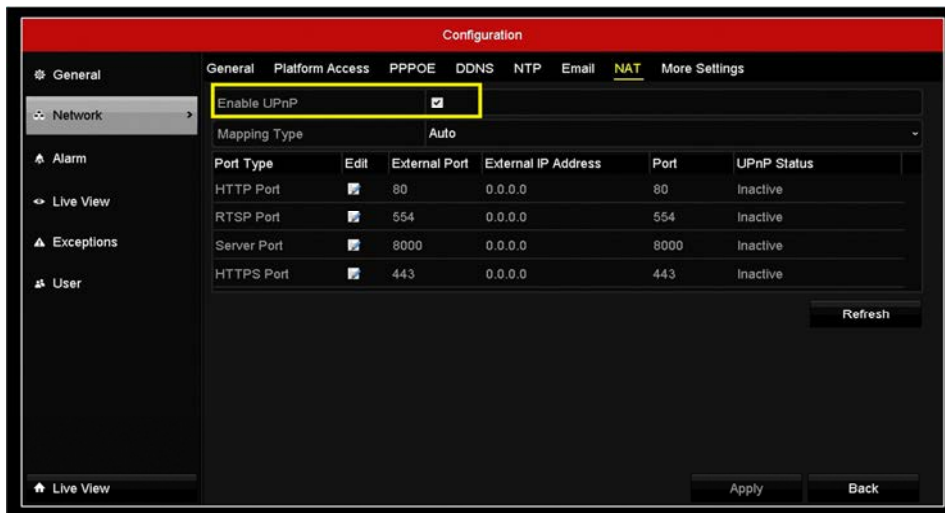 Configuration
General
Network
Alarm
Live View
Exceptions
User
Live View
General Platform Access PPPOE DDNS NTP Email NAT More Settings
Enable UPnP
Mapping Type Auto
Port Type Edit External Port External IP Address Port UPnP Status
HTTP Port 80 0.0.0.0 80 Inactive
RTSP Port 554 0.0.0.0 554 Inactive
Server Port 8000 0.0.0.0 8000 Inactive
HTTPS Port 443 0.0.0.0 443 Inactive
Refresh
Apply Back